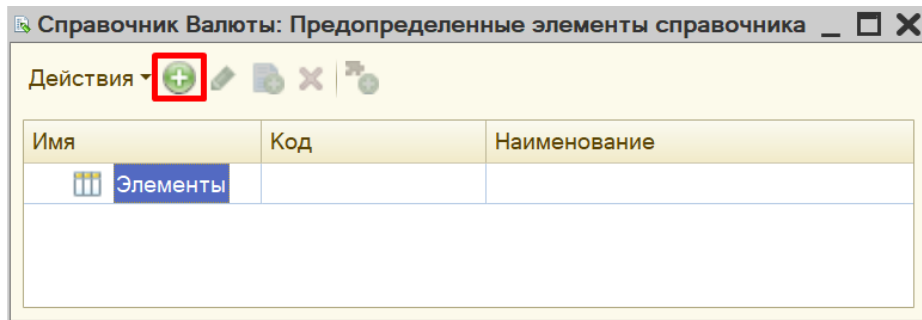 Справочник Валюты: Предопределенные элементы справочника
Действия
Имя Код Наименование
Элементы